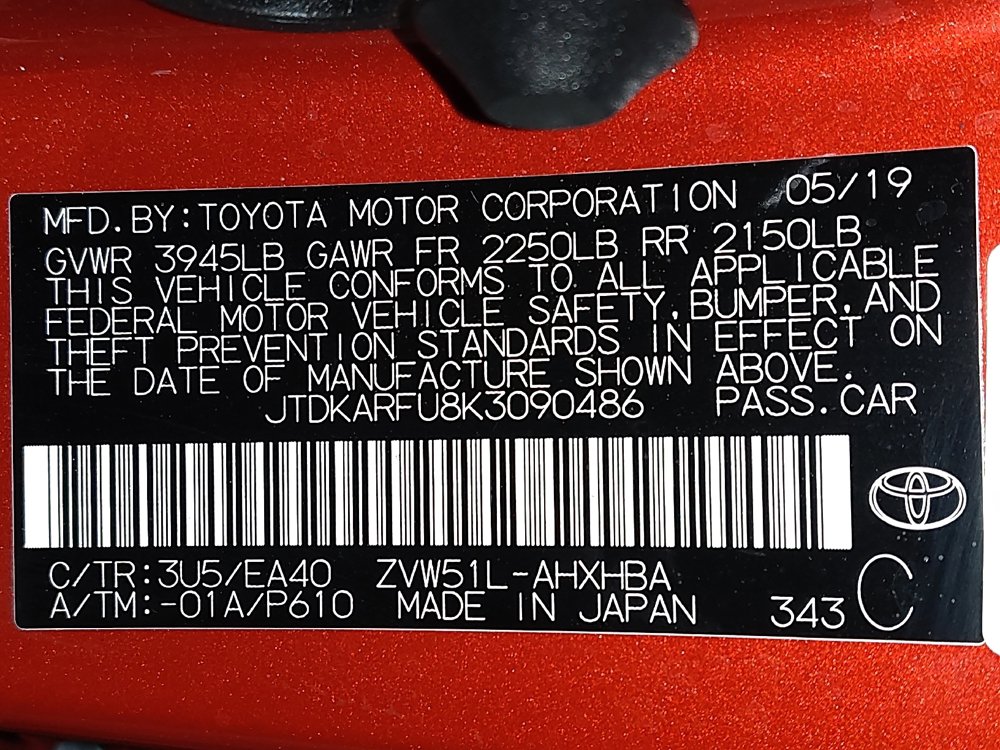 MFD.BY:TOYOTA MOTOR CORPORATION 05/19
GVWR 3945LB GAWR FR 2250LB RR 2150LB
THIS VEHICLE CONFORMS TO ALL APPLICABLE
FEDERAL MOTOR VEHICLE SAFETY,BUMPER,AND
THEFT PREVENTION STANDARDS IN EFFECT ON
THE DATE OF MANUFACTURE SHOWN ABOVE.
JTDKARFU8K3090486 PASS.CAR
C/TR:3U5/EA40 ZVW51L-AHXHBA
A/TM:-01A/P610 MADE IN JAPAN 343 C